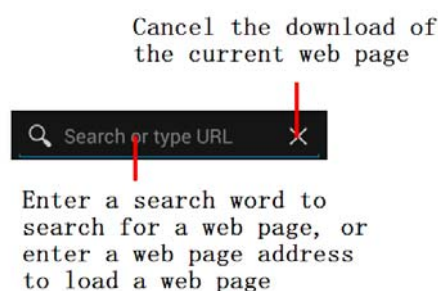 Cancel the download of
the current web page
Search or type URL
Enter a search word to
search for a web page, or
enter a web page address
to load a web page